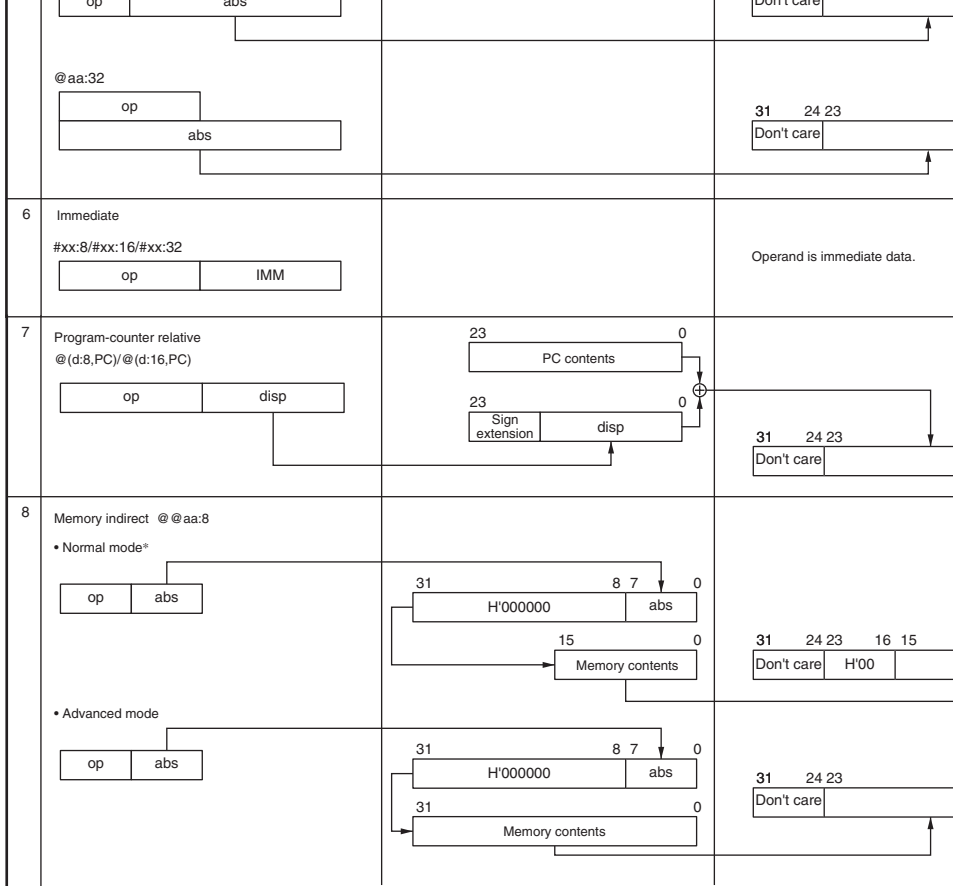 op abs Don't care
@aa:32
op
abs
31 24 23
Don't care
6 Immediate
#xx:8/#xx:16/#xx:32
op IMM
Operand is immediate data.
7 Program-counter relative
@(d:8,PC)/@(d:16,PC)
op disp
23 0
PC contents
23 0
Sign extension disp
31 24 23
Don't care
8 Memory indirect @@aa:8
• Normal mode*
op abs
31 8 7 0
H'000000 abs
15 0
Memory contents
31 24 23 16 15
Don't care H'00
• Advanced mode
op abs
31 8 7 0
H'000000 abs
31 0
Memory contents
31 24 23
Don't care